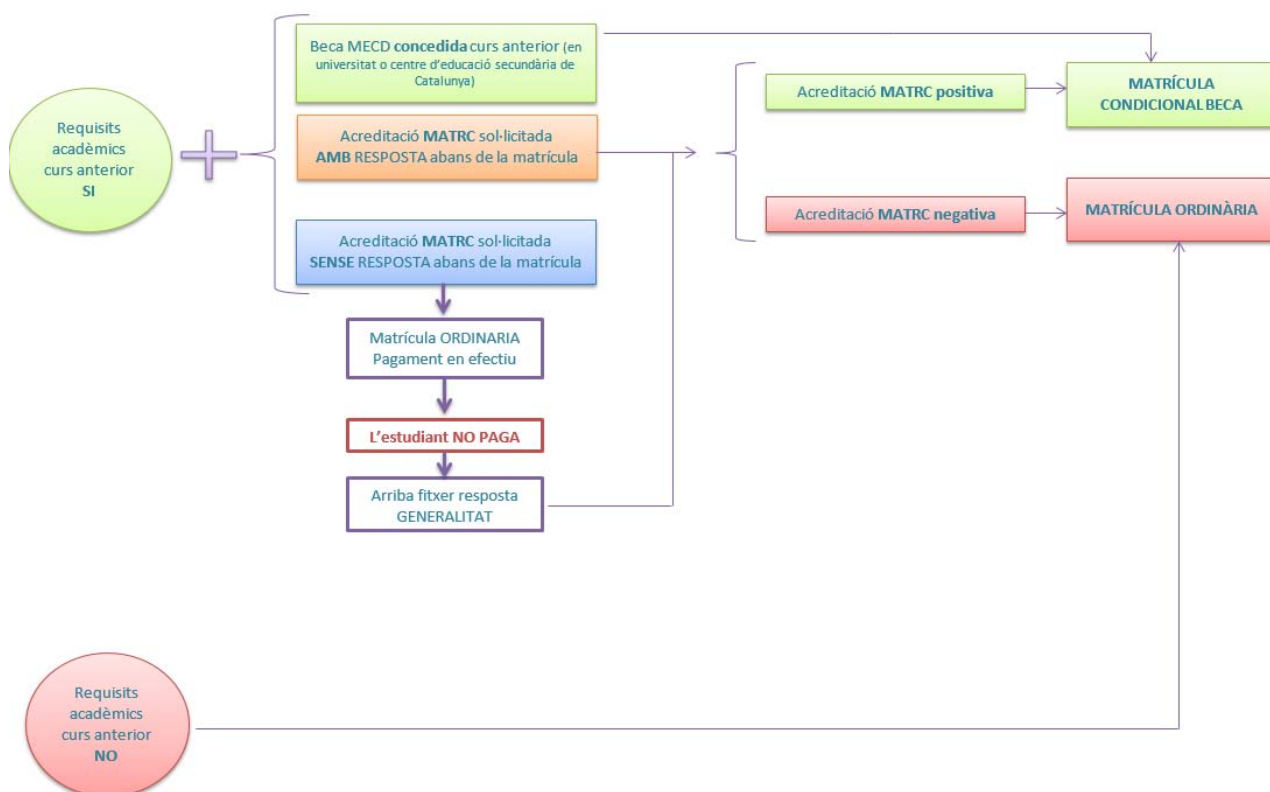 Requisits
acadèmics
curs anterior
SI
Beca MECD concedida curs anterior (en
universitat o centre d'educació secundària de
Catalunya)
Acreditació MATRC sol·licitada
AMB RESPOSTA abans de la matrícula
Acreditació MATRC sol·licitada
SENSE RESPOSTA abans de la matrícula
Matrícula ORDINARIA
Pagament en efectiu
L'estudiant NO PAGA
Arriba fitxer resposta
GENERALITAT
Acreditació MATRC positiva
MATRÍCULA
CONDICIONAL BECA
Acreditació MATRC negativa
MATRÍCULA ORDINÀRIA
Requisits
acadèmics
curs anterior
NO